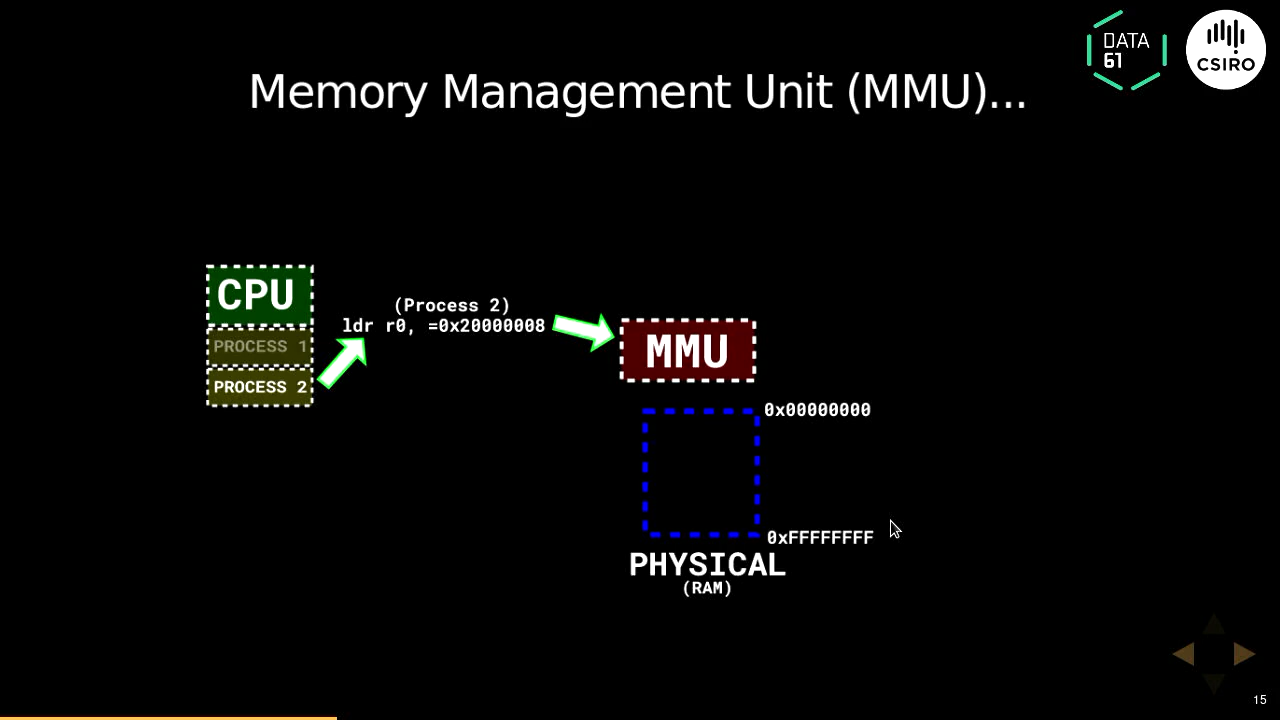 DATA
61
CSIRO
Memory Management Unit (MMU)...
CPU
PROCESS 1
PROCESS 2
(Process 2)
ldr r0, =0x20000008
MMU
0x00000000
0xFFFFFFFF
PHYSICAL
(RAM)
15